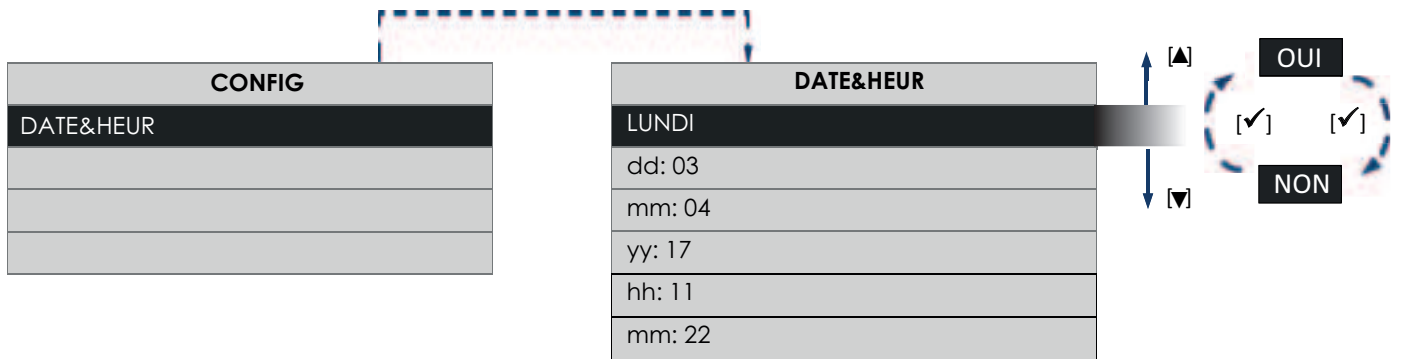 CONFIG
DATE&HEUR
DATE&HEUR
LUNDI
dd: 03
mm: 04
yy: 17
hh: 11
mm: 22
[▲]
[▼]
OUI
[✓] [✓]
NON